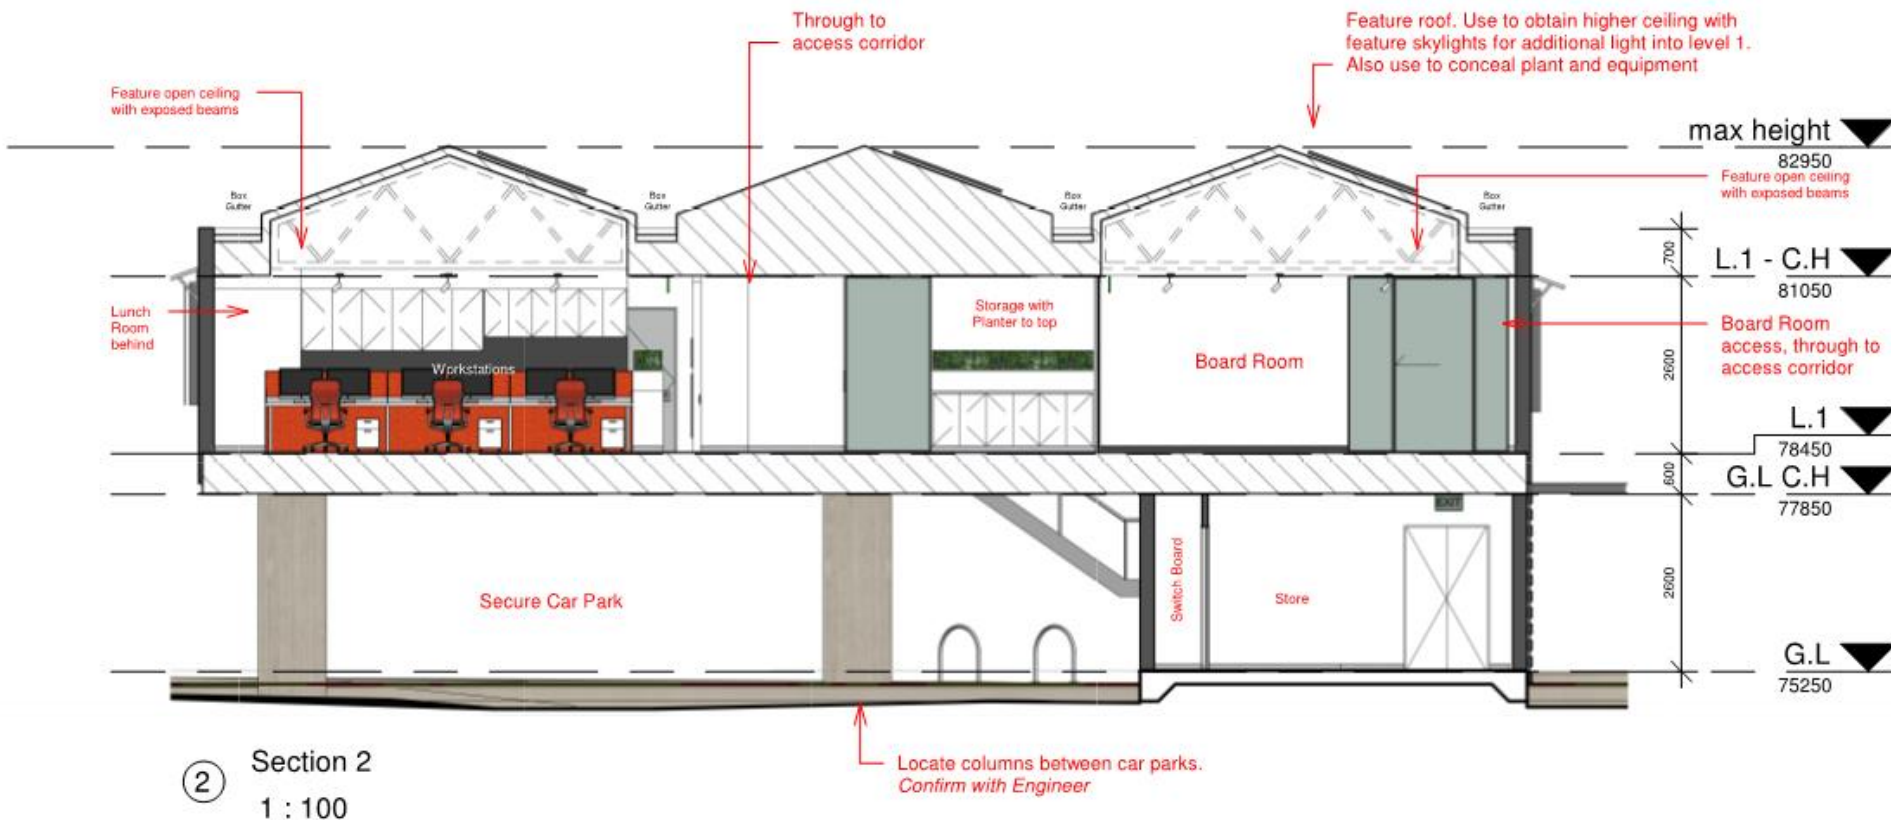 Through to
access corridor
Feature roof. Use to obtain higher ceiling with
feature skylights for additional light into level 1.
Also use to conceal plant and equipment
Feature open ceiling
with exposed beams
max height
82950
Feature open ceiling
with exposed beams
Box
Gutter
Box
Gutter
Box
Gutter
Box
Gutter
700
L.1 - C.H
81050
Lunch
Room
behind
Storage with
Planter to top
Board Room
Workstations
Board Room
access, through to
access corridor
2600
L.1
78450
600
G.L C.H
77850
EXIT
Switch Board
Store
Secure Car Park
2600
G.L
75250
Locate columns between car parks.
Confirm with Engineer
2
Section 2
1 : 100